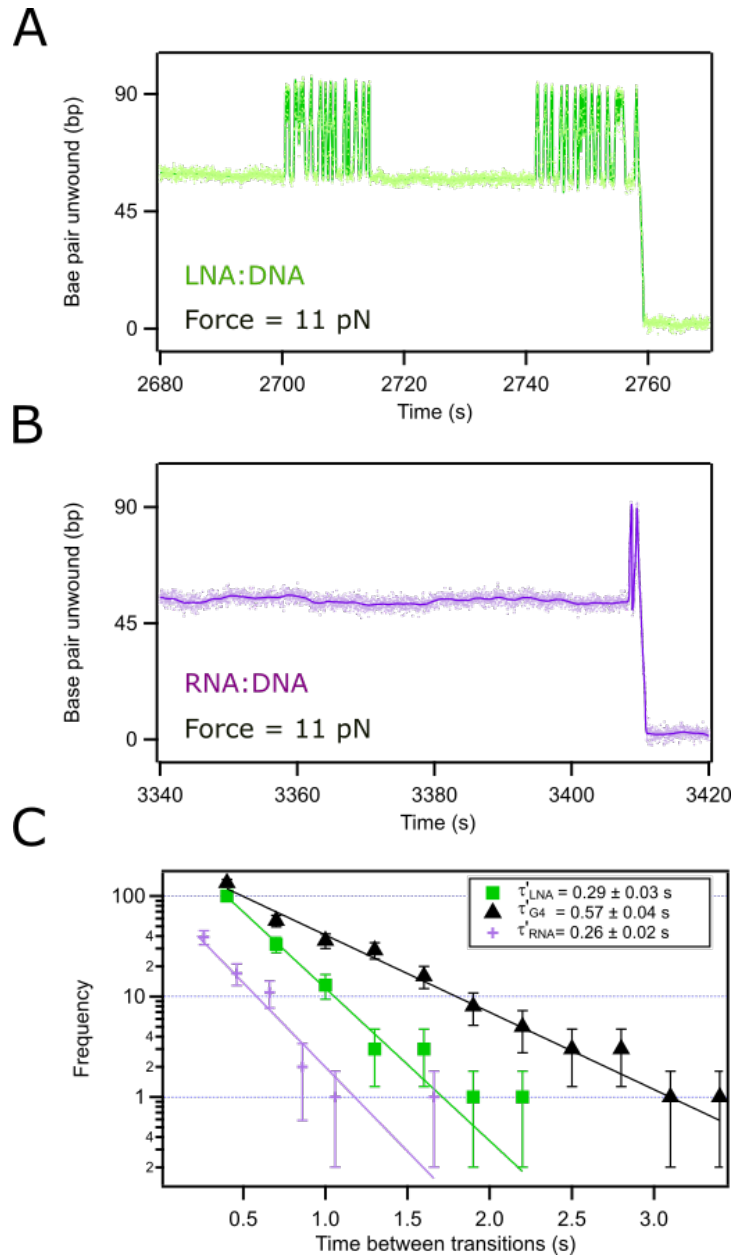 A
Bae pair unwound (bp)
90
45
0
LNA:DNA
Force = 11 pN
2680 2700 2720 2740 2760
Time (s)
B
Base pair unwound (bp)
90
45
0
RNA:DNA
Force = 11 pN
3340 3360 3380 3400 3420
Time (s)
C
Frequency
100
4
2
10
4
2
1
4
2
τ'LNA = 0.29 ± 0.03 s
τ'G4 = 0.57 ± 0.04 s
τ'RNA = 0.26 ± 0.02 s
0.5 1.0 1.5 2.0 2.5 3.0
Time between transitions (s)